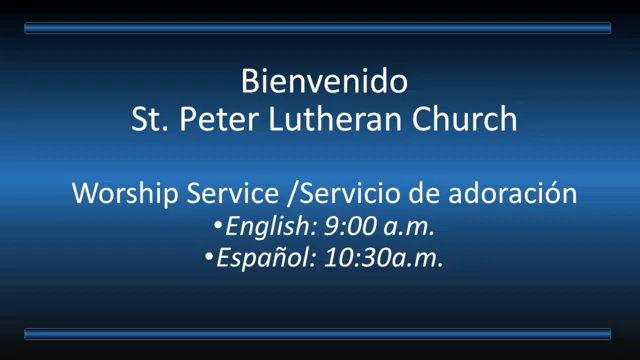 Bienvenido
St. Peter Lutheran Church
Worship Service /Servicio de adoración
•English: 9:00 a.m.
•Español: 10:30a.m.